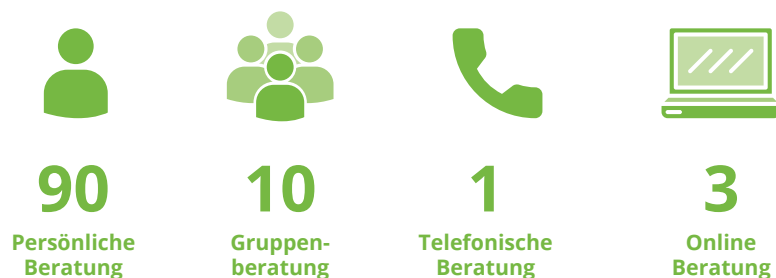 90
Persönliche
Beratung
10
Gruppen-
beratung
1
Telefonische
Beratung
3
Online
Beratung